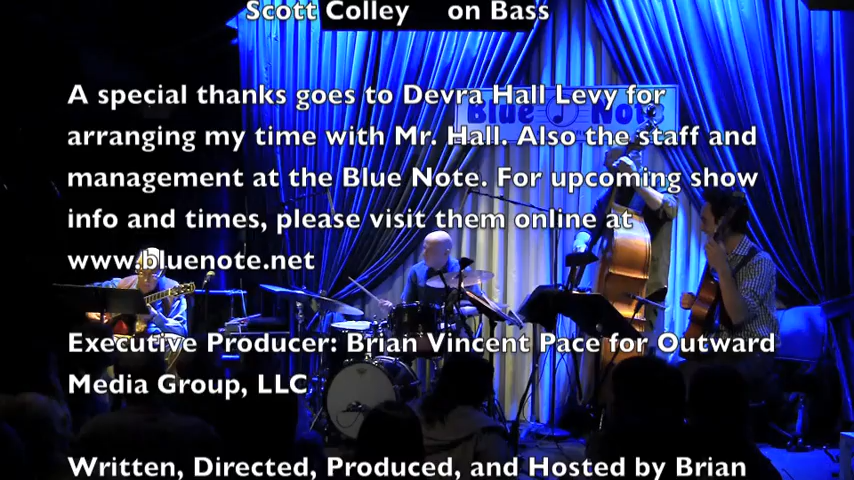 Scott Colley on Bass
A special thanks goes to Devra Hall Levy for
arranging my time with Mr. Hall. Also the staff and
management at the Blue Note. For upcoming show
info and times, please visit them online at
www.bluenote.net
Executive Producer: Brian Vincent Pace for Outward
Media Group, LLC
Written, Directed, Produced, and Hosted by Brian
Blue Note